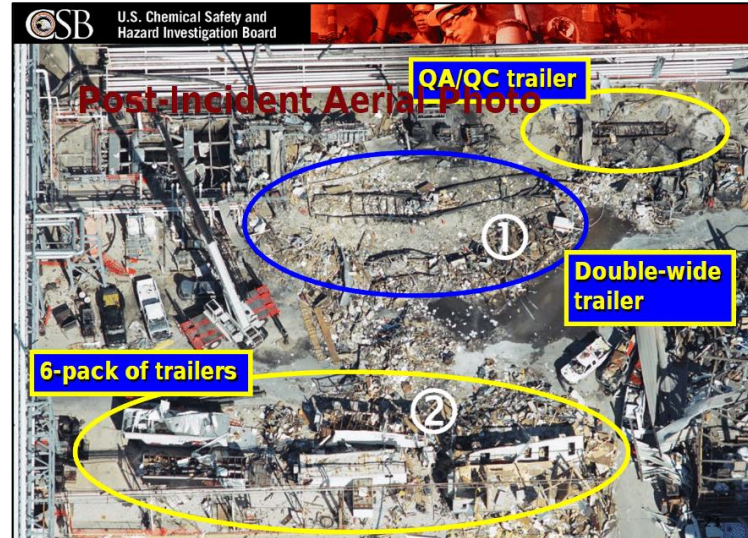 CSB
U.S. Chemical Safety and
Hazard Investigation Board
QA/QC trailer
Post-Incident Aerial Photo
①
Double-wide
trailer
6-pack of trailers
②